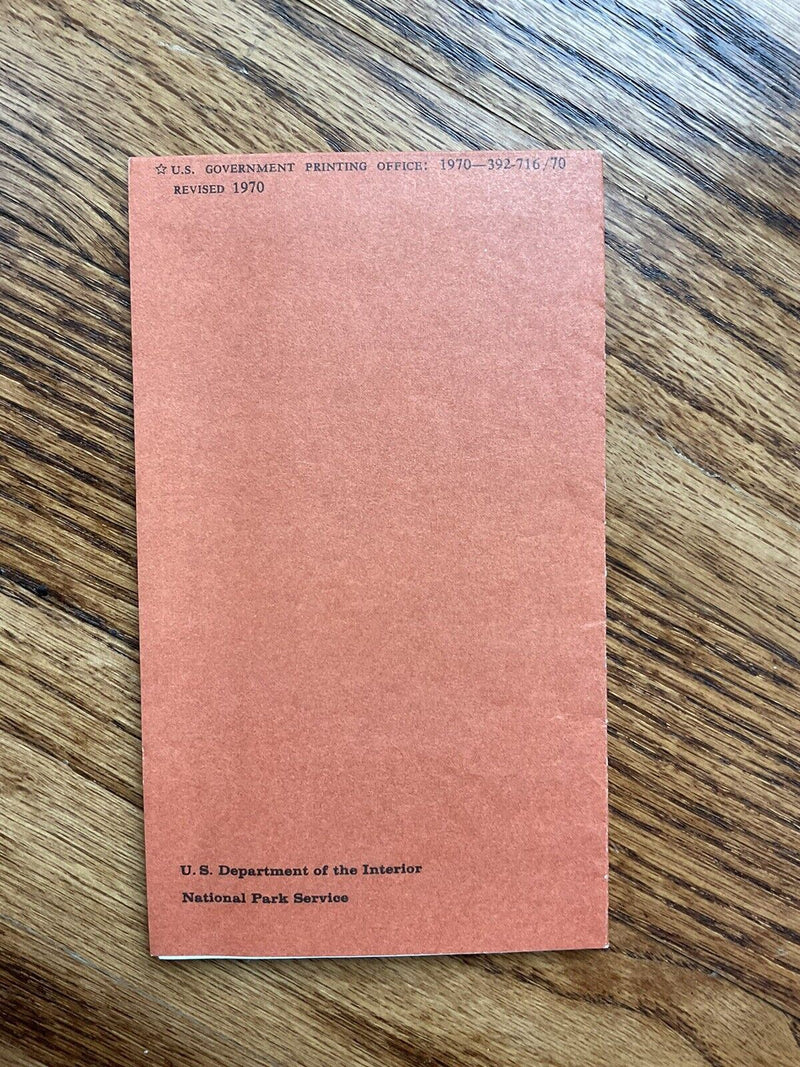 ☆ U.S. GOVERNMENT PRINTING OFFICE: 1970—392-716/70
REVISED 1970
U. S. Department of the Interior
National Park Service